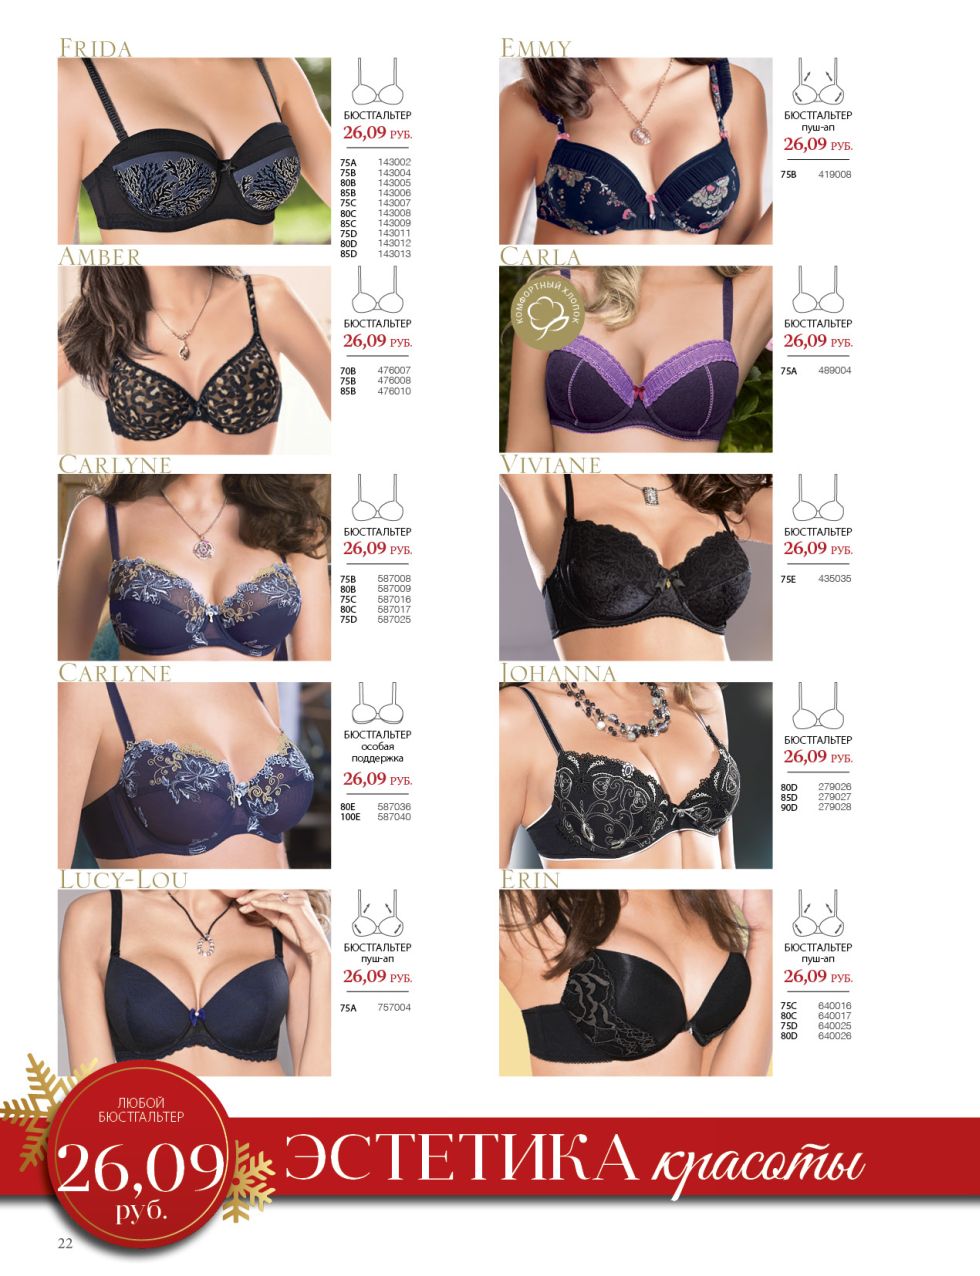 FRIDA
БЮСТГАЛЬТЕР
26,09 РУБ.
75A 143002
75B 143004
80B 143005
85B 143006
75C 143007
80C 143008
85C 143009
75D 143011
80D 143012
85D 143013
EMMY
БЮСТГАЛЬТЕР
пуш-ап
26,09 РУБ.
75B 419008
AMBER
БЮСТГАЛЬТЕР
26,09 РУБ.
70B 476007
75B 476008
85B 476010
CARLA
КОМФОРТНЫЙ ХЛОПОК
БЮСТГАЛЬТЕР
26,09 РУБ.
75A 489004
CARLYNE
БЮСТГАЛЬТЕР
26,09 РУБ.
75B 587008
80B 587009
75C 587016
80C 587017
75D 587025
VIVIANE
БЮСТГАЛЬТЕР
26,09 РУБ.
75E 435035
CARLYNE
БЮСТГАЛЬТЕР
особая
поддержка
26,09 РУБ.
80E 587036
100E 587040
JOHANNA
БЮСТГАЛЬТЕР
26,09 РУБ.
80D 279026
85D 279027
90D 279028
LUCY-LOU
БЮСТГАЛЬТЕР
пуш-ап
26,09 РУБ.
75A 757004
ERIN
БЮСТГАЛЬТЕР
пуш-ап
26,09 РУБ.
75C 640016
80C 640017
75D 640025
80D 640026
ЛЮБОЙ
БЮСТГАЛЬТЕР
26,09
руб.
ЭСТЕТИКА красоты
22